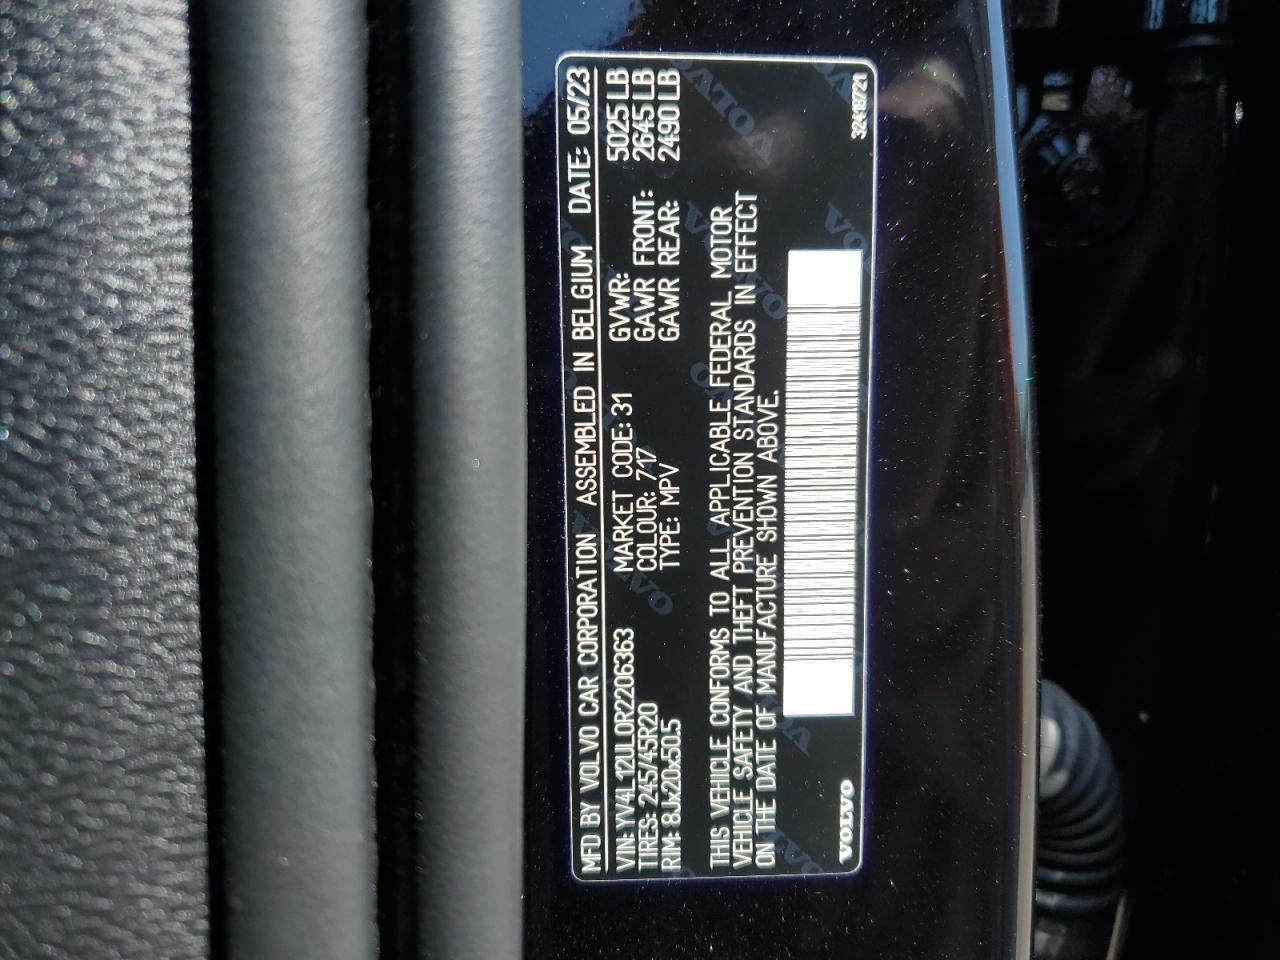 MFD BY VOLVO CAR CORPORATION ASSEMBLED IN BELGIUM DATE: 05/23
VIN: YV4L12UL0R2206363 MARKET CODE: 31 GVWR: 5025 LB
TIRES: 245/45R20 COLOUR: 717 GAWR FRONT: 2645 LB
RIM: 8Jx20x50.5 TYPE: MPV GAWR REAR: 2490 LB
THIS VEHICLE CONFORMS TO ALL APPLICABLE FEDERAL MOTOR
VEHICLE SAFETY AND THEFT PREVENTION STANDARDS IN EFFECT
ON THE DATE OF MANUFACTURE SHOWN ABOVE.
VOLVO 32418721